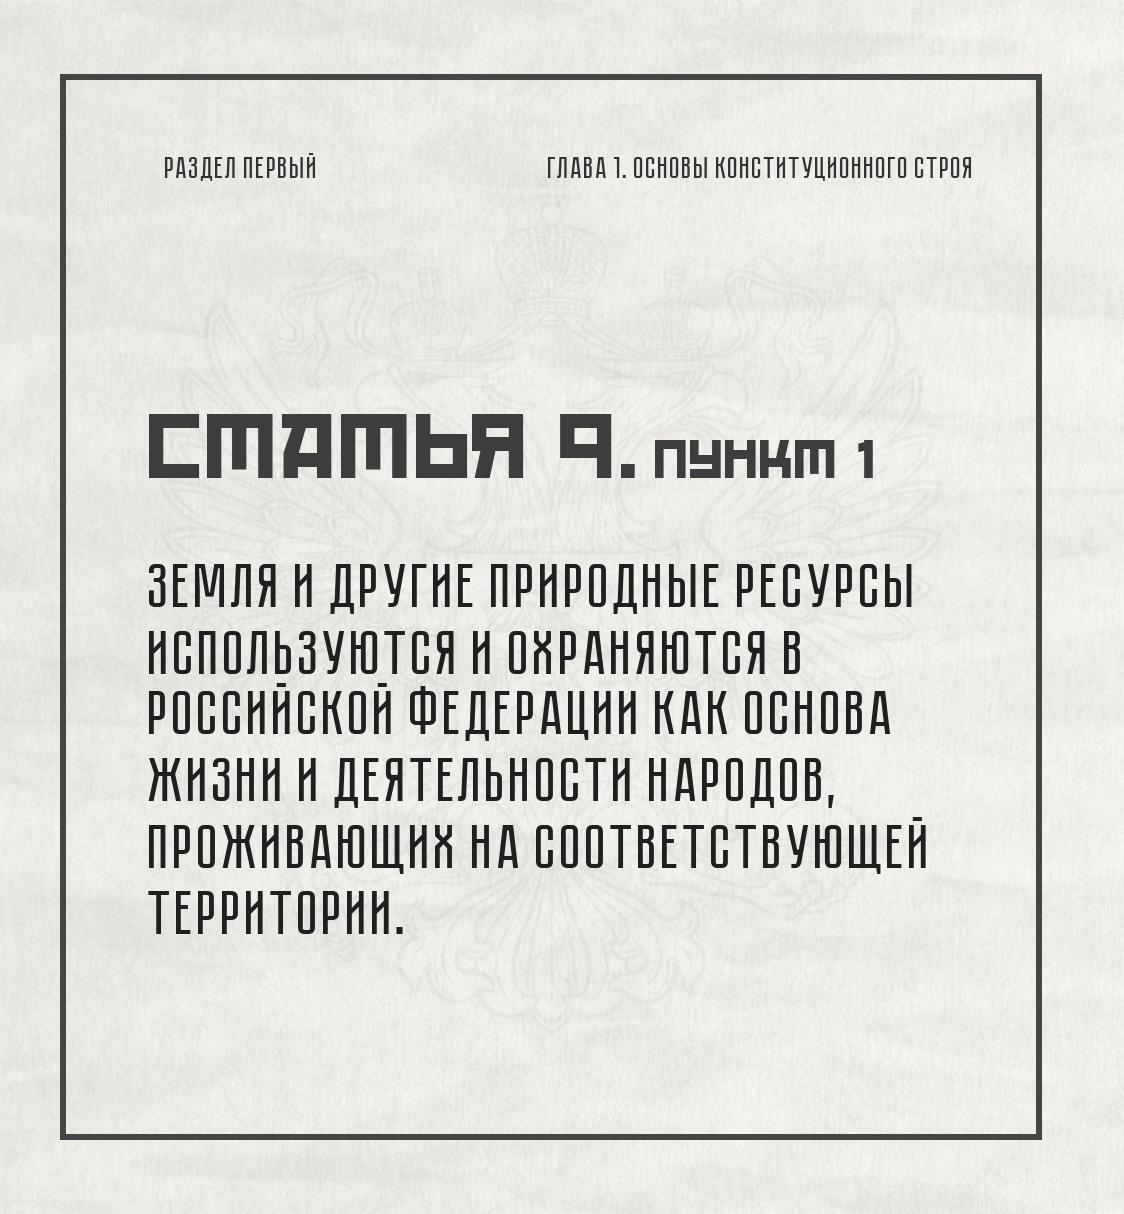 РАЗДЕЛ ПЕРВЫЙ
ГЛАВА 1. ОСНОВЫ КОНСТИТУЦИОННОГО СТРОЯ
СТАТЬЯ 9. ПУНКТ 1
ЗЕМЛЯ И ДРУГИЕ ПРИРОДНЫЕ РЕСУРСЫ
ИСПОЛЬЗУЮТСЯ И ОХРАНЯЮТСЯ В
РОССИЙСКОЙ ФЕДЕРАЦИИ КАК ОСНОВА
ЖИЗНИ И ДЕЯТЕЛЬНОСТИ НАРОДОВ,
ПРОЖИВАЮЩИХ НА СООТВЕТСТВУЮЩЕЙ
ТЕРРИТОРИИ.